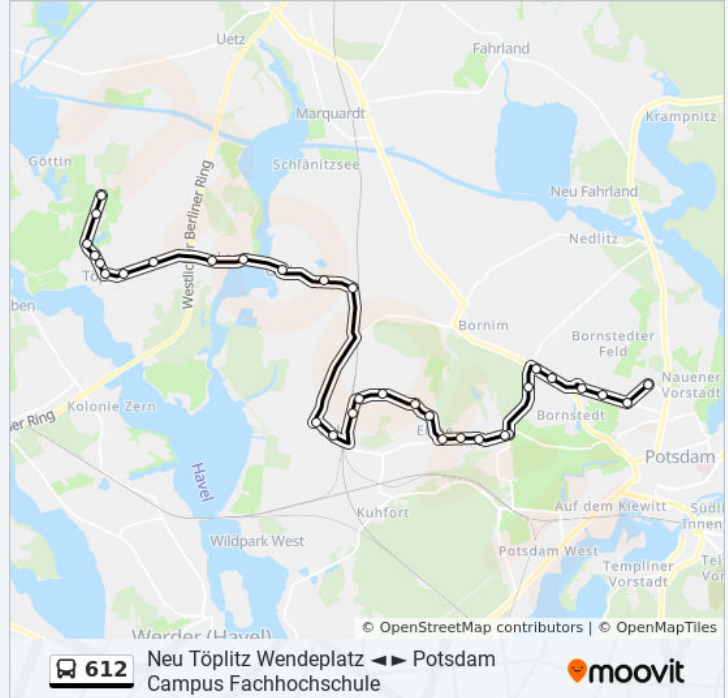 Uetz
Fahrland
Marquardt
Krampnitz
Göttin
Schlänitzsee
Westlicher Berliner Ring
Neu Fahrland
Nedlitz
Bornim
Bornstedter
Feld
Nauener
Vorstadt
Kolonie Zern
Bornstedt
Potsdam
Havel
Kuhfort
Auf dem Kiewitt
Wildpark West
Potsdam West
Templiner
Vorstadt
Werder (Havel)
© OpenStreetMap contributors | © OpenMapTiles
612
Neu Töplitz Wendeplatz ◄► Potsdam
Campus Fachhochschule
moovit